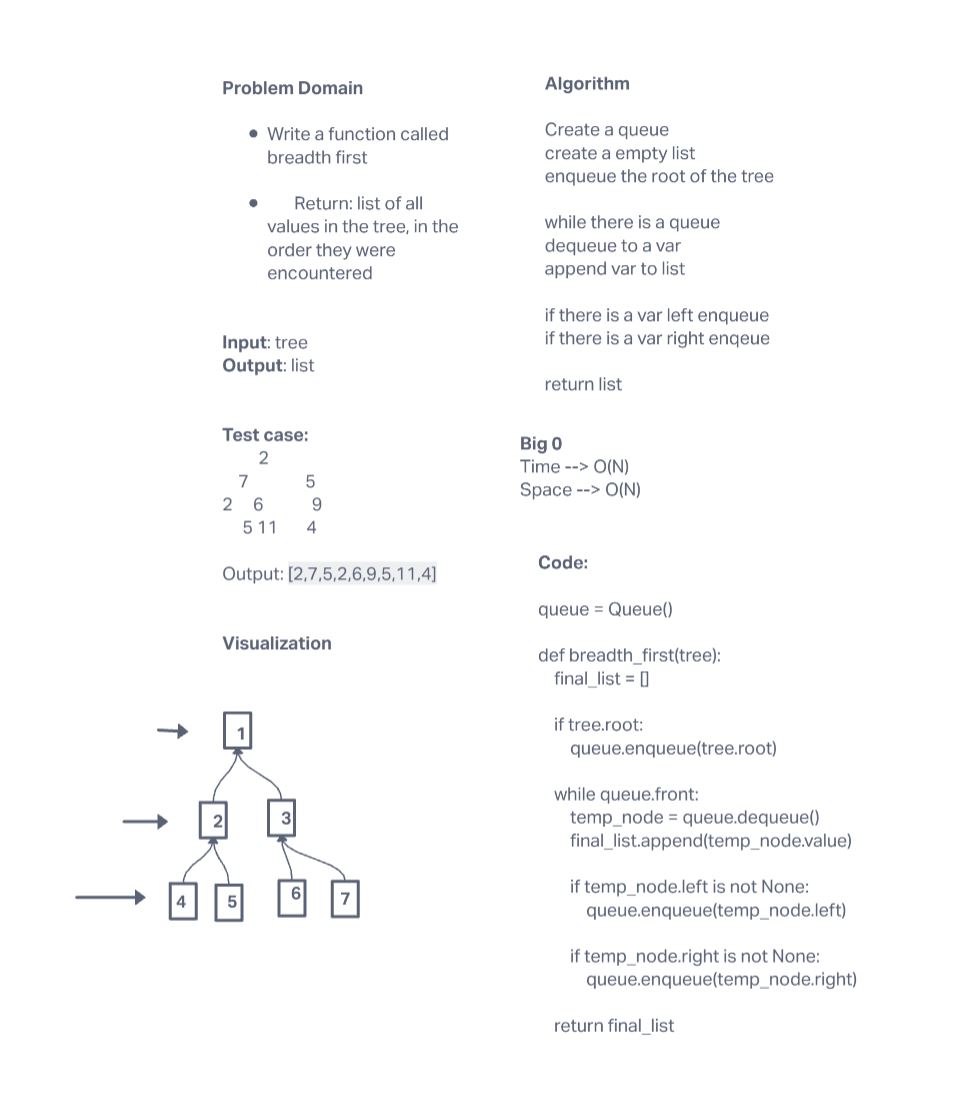 Problem Domain
• Write a function called
breadth first
• Return: list of all
values in the tree, in the
order they were
encountered
Input: tree
Output: list
Test case:
2
7 5
2 6 9
5 11 4
Output: [2,7,5,2,6,9,5,11,4]
Visualization
1
2 3
4 5 6 7
Algorithm
Create a queue
create a empty list
enqueue the root of the tree
while there is a queue
dequeue to a var
append var to list
if there is a var left enqueue
if there is a var right enqeue
return list
Big 0
Time --> O(N)
Space --> O(N)
Code:
queue = Queue()
def breadth_first(tree):
final_list = []
if tree.root:
queue.enqueue(tree.root)
while queue.front:
temp_node = queue.dequeue()
final_list.append(temp_node.value)
if temp_node.left is not None:
queue.enqueue(temp_node.left)
if temp_node.right is not None:
queue.enqueue(temp_node.right)
return final_list